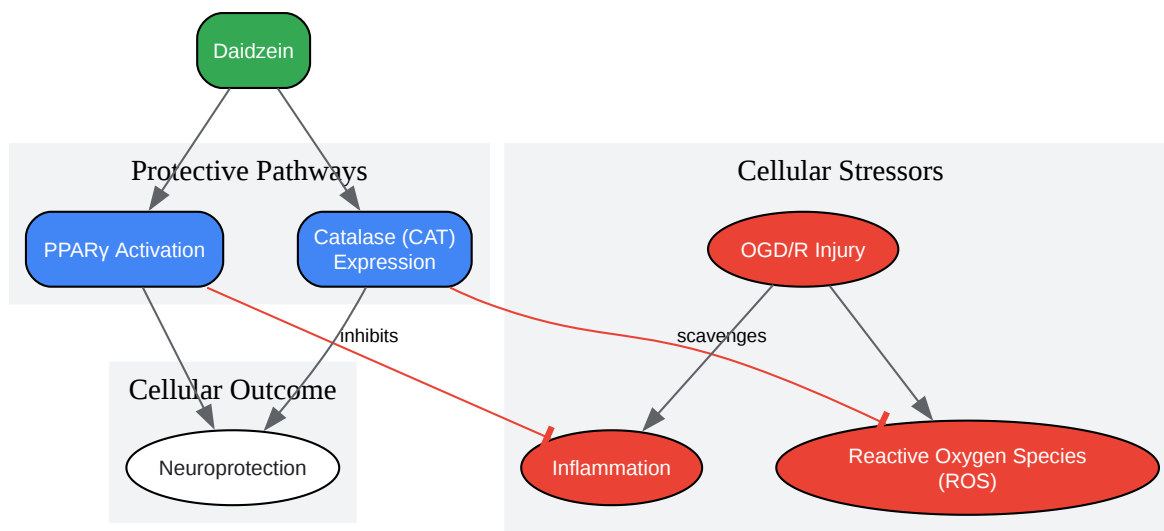 Daidzein
Protective Pathways
Cellular Stressors
PPARγ Activation
Catalase (CAT)
Expression
OGD/R Injury
inhibits
scavenges
Cellular Outcome
Neuroprotection
Inflammation
Reactive Oxygen Species
(ROS)